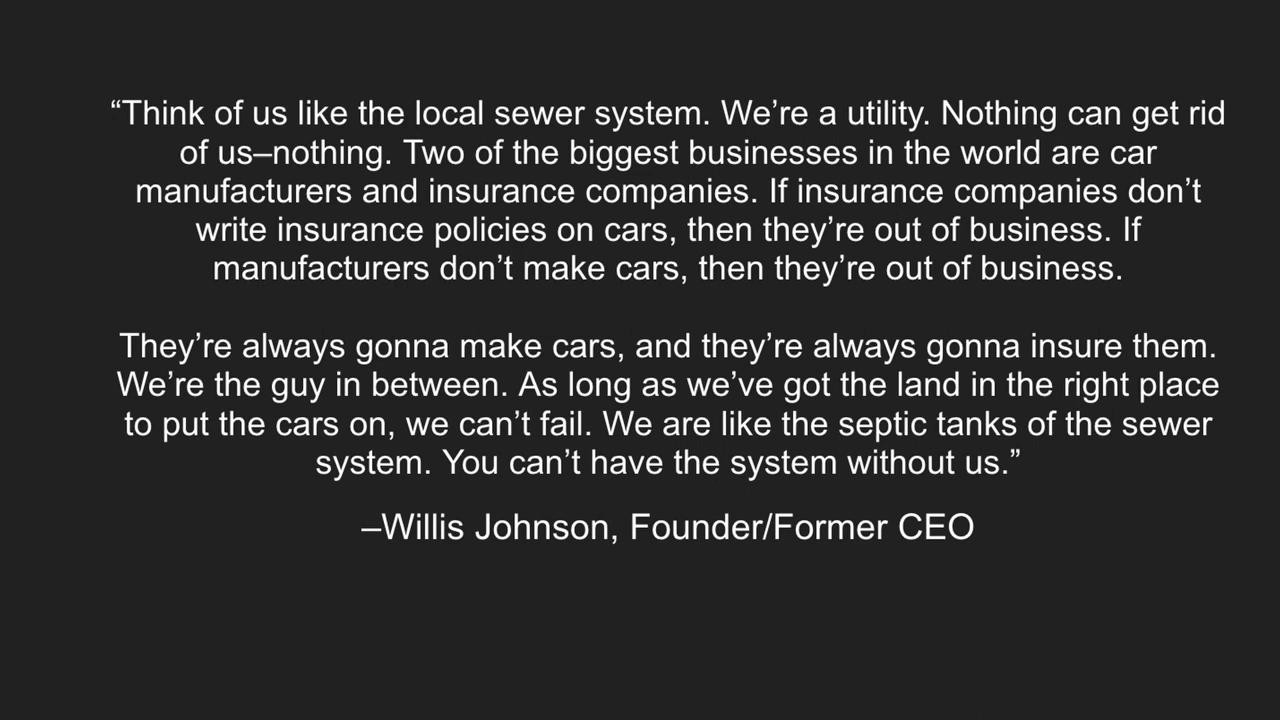 “Think of us like the local sewer system. We’re a utility. Nothing can get rid
of us–nothing. Two of the biggest businesses in the world are car
manufacturers and insurance companies. If insurance companies don’t
write insurance policies on cars, then they’re out of business. If
manufacturers don’t make cars, then they’re out of business.
They’re always gonna make cars, and they’re always gonna insure them.
We’re the guy in between. As long as we’ve got the land in the right place
to put the cars on, we can’t fail. We are like the septic tanks of the sewer
system. You can’t have the system without us.”
–Willis Johnson, Founder/Former CEO